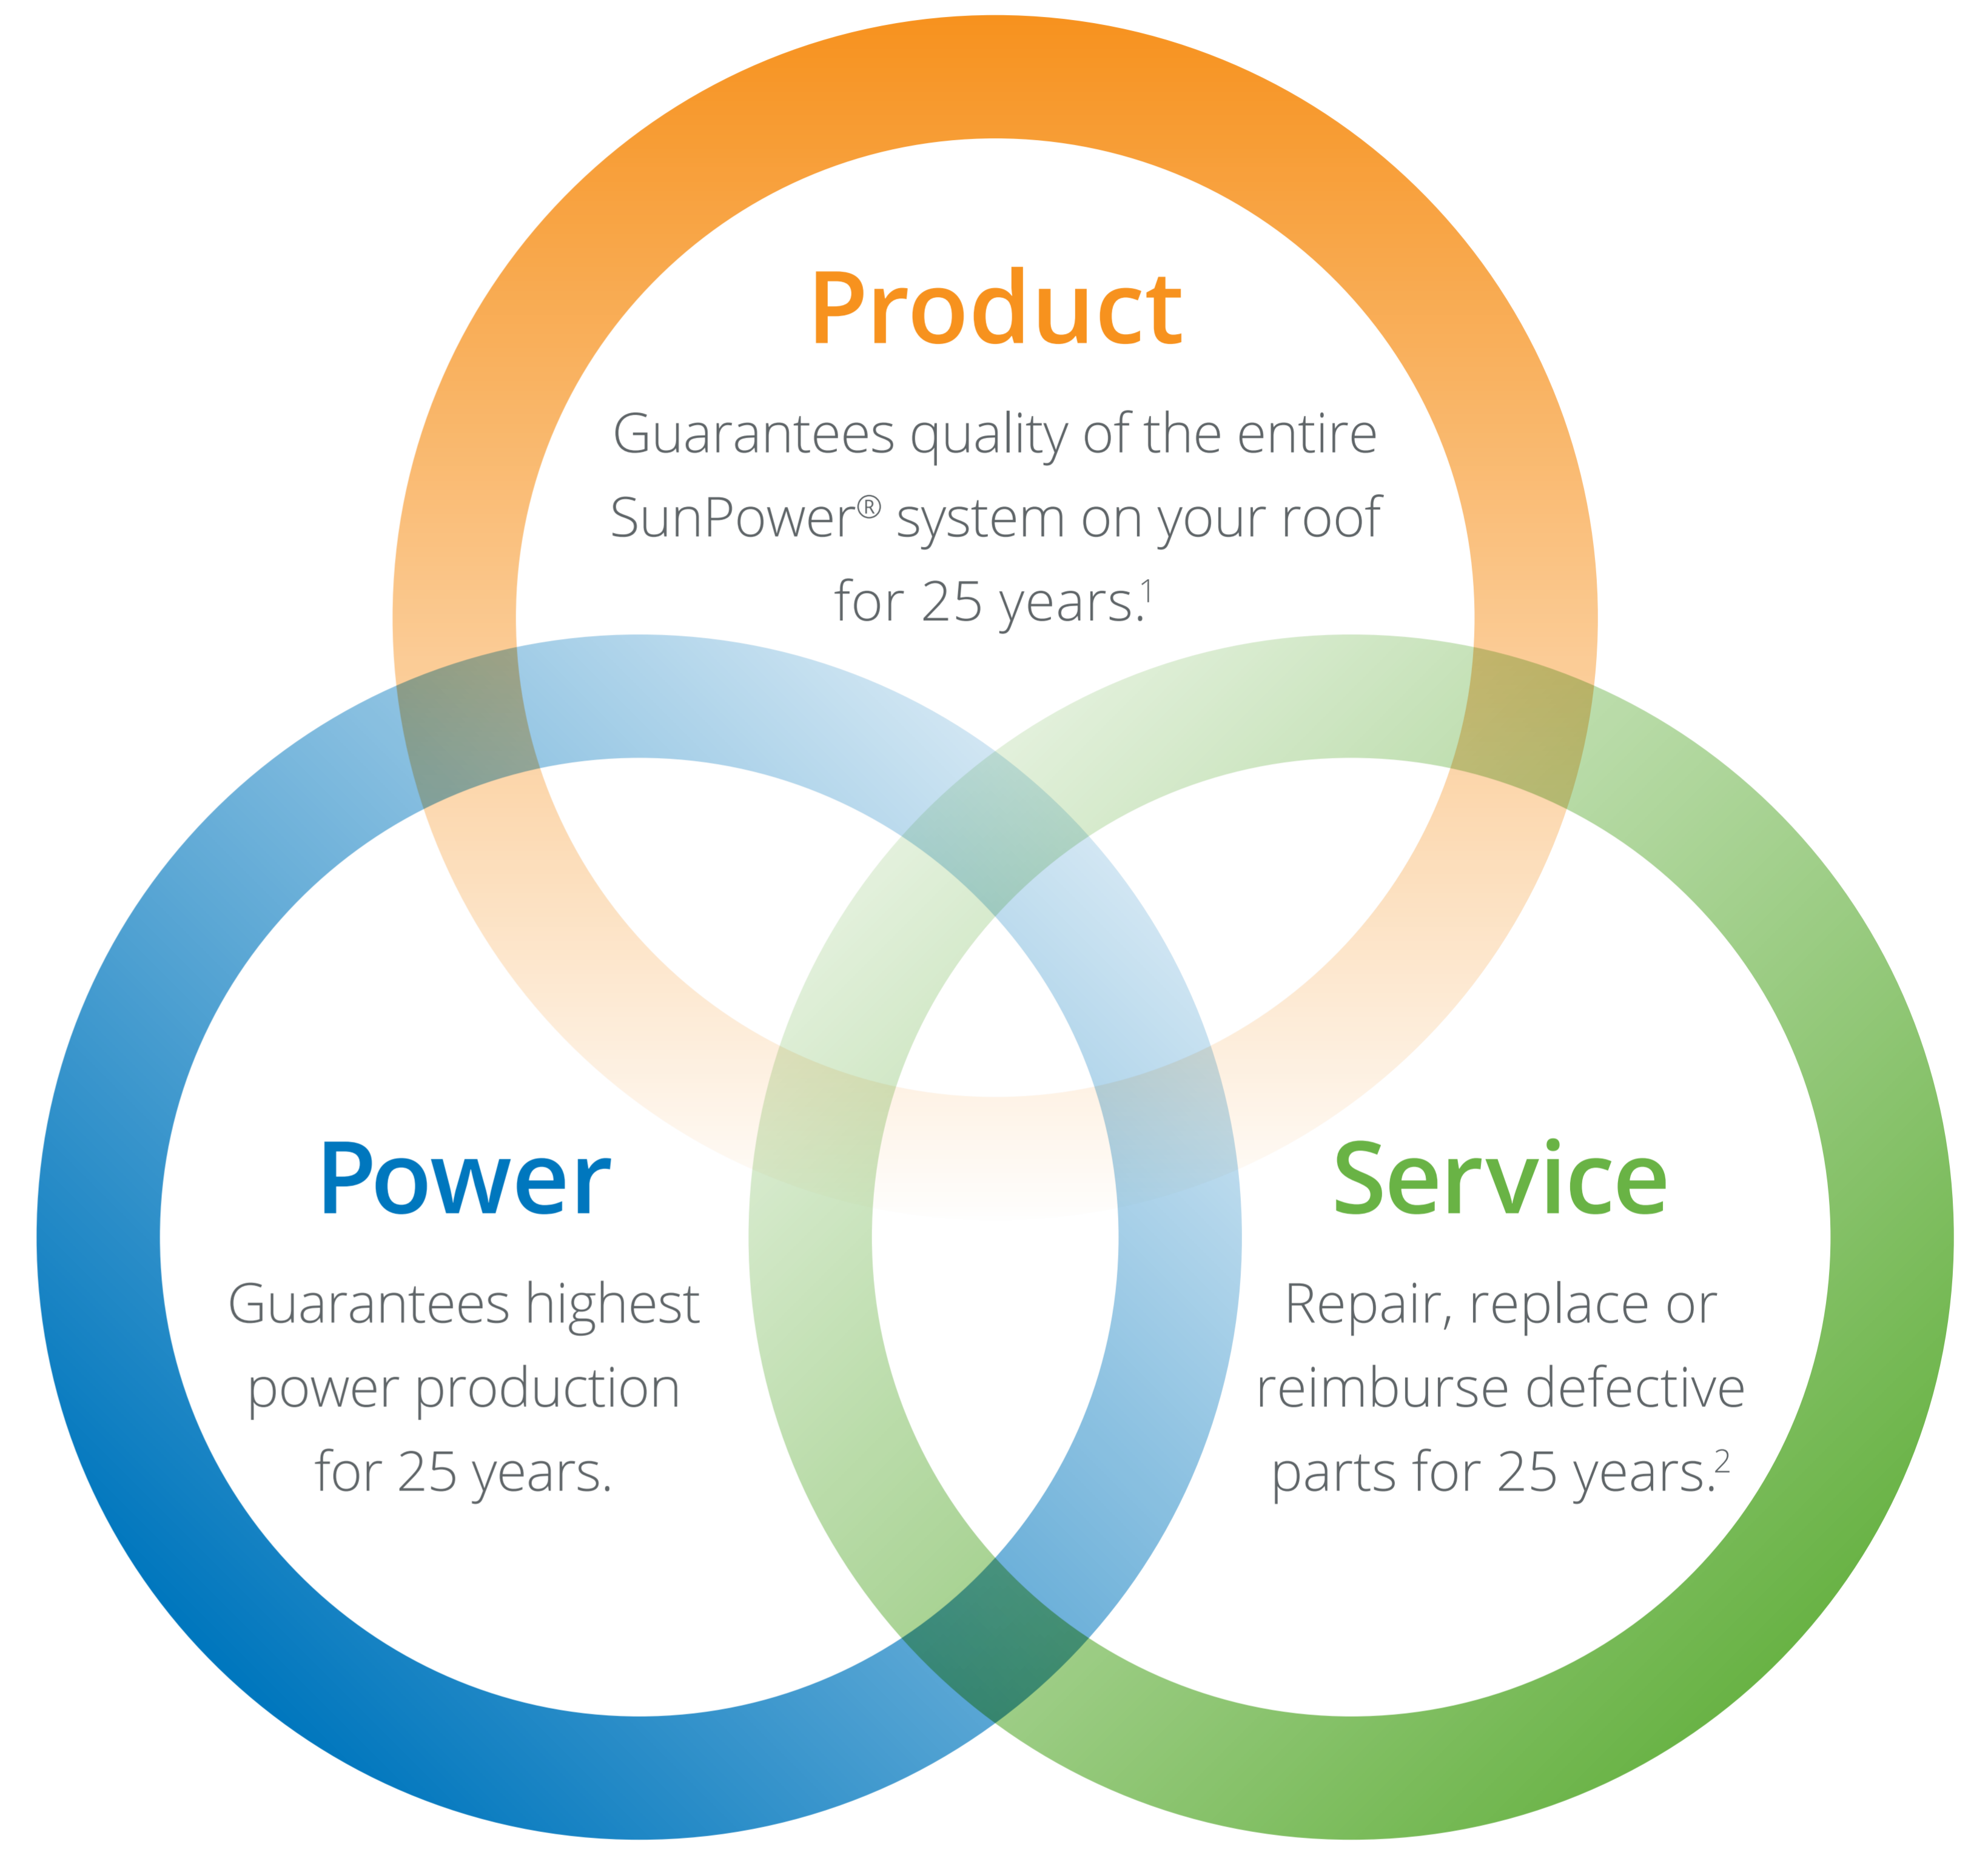 Product
Guarantees quality of the entire
SunPower® system on your roof
for 25 years.¹
Power
Guarantees highest
power production
for 25 years.
Service
Repair, replace or
reimburse defective
parts for 25 years.²